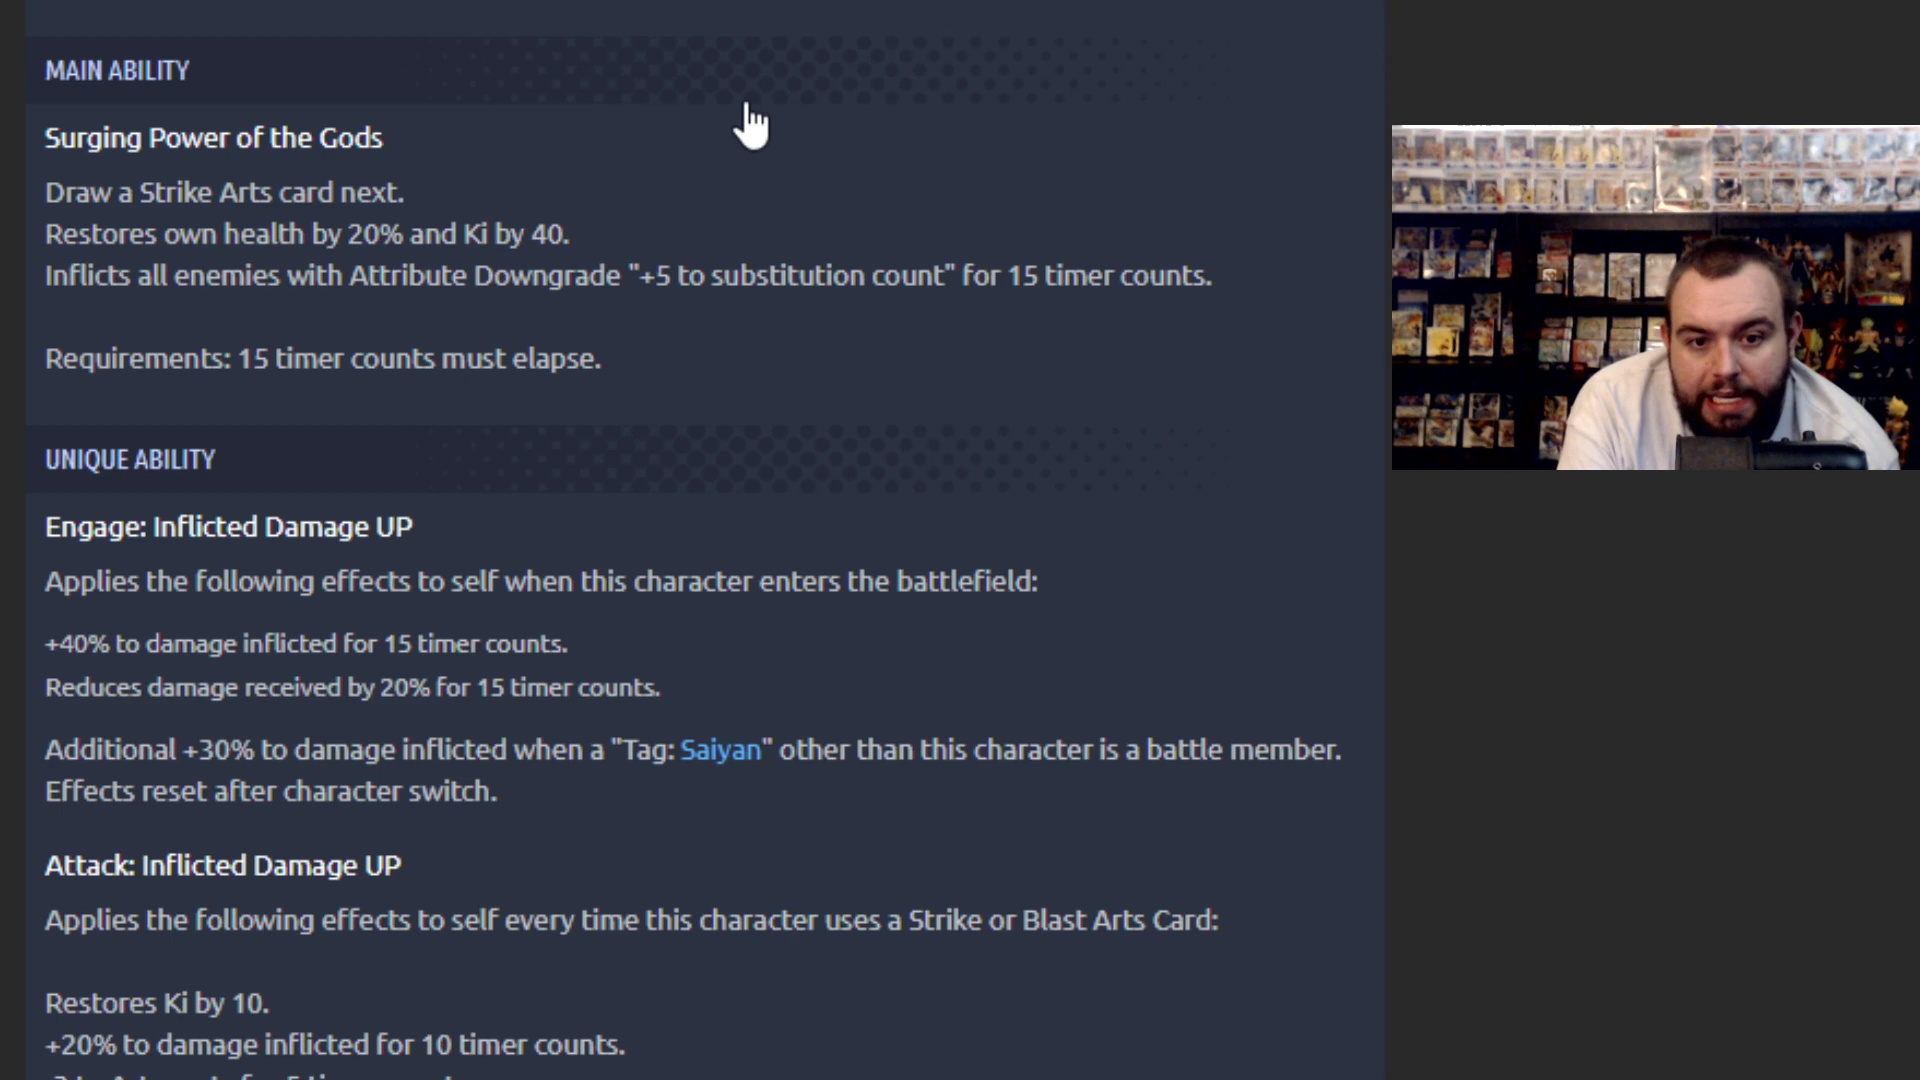 MAIN ABILITY
Surging Power of the Gods
Draw a Strike Arts card next.
Restores own health by 20% and Ki by 40.
Inflicts all enemies with Attribute Downgrade "+5 to substitution count" for 15 timer counts.
Requirements: 15 timer counts must elapse.
UNIQUE ABILITY
Engage: Inflicted Damage UP
Applies the following effects to self when this character enters the battlefield:
+40% to damage inflicted for 15 timer counts.
Reduces damage received by 20% for 15 timer counts.
Additional +30% to damage inflicted when a "Tag: Saiyan" other than this character is a battle member.
Effects reset after character switch.
Attack: Inflicted Damage UP
Applies the following effects to self every time this character uses a Strike or Blast Arts Card:
Restores Ki by 10.
+20% to damage inflicted for 10 timer counts.